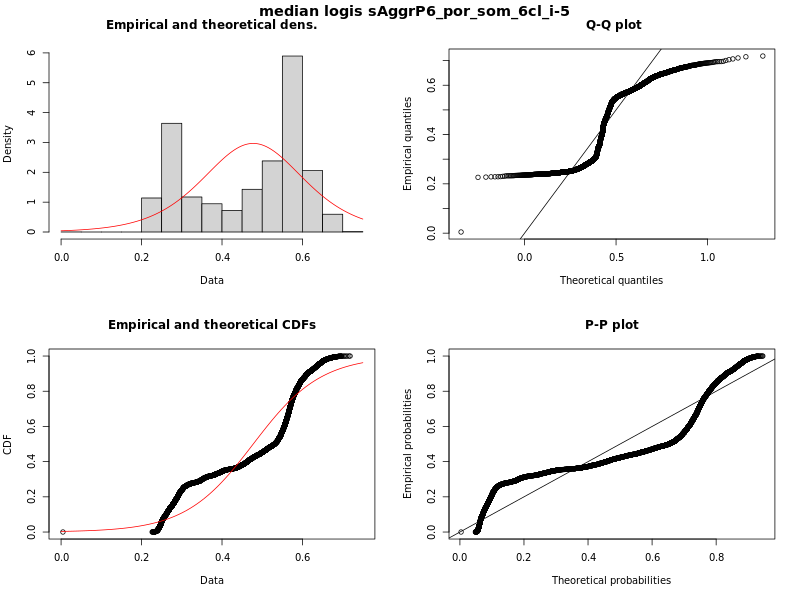 median logis sAggrP6_por_som_6cl_i-5
Empirical and theoretical dens.
Density
0 1 2 3 4 5 6
0.0 0.2 0.4 0.6
Data
Q-Q plot
Empirical quantiles
0.0 0.2 0.4 0.6
0.0 0.5 1.0
Theoretical quantiles
Empirical and theoretical CDFs
CDF
0.0 0.2 0.4 0.6 0.8 1.0
0.0 0.2 0.4 0.6
Data
P-P plot
Empirical probabilities
0.0 0.2 0.4 0.6 0.8 1.0
0.0 0.2 0.4 0.6 0.8
Theoretical probabilities